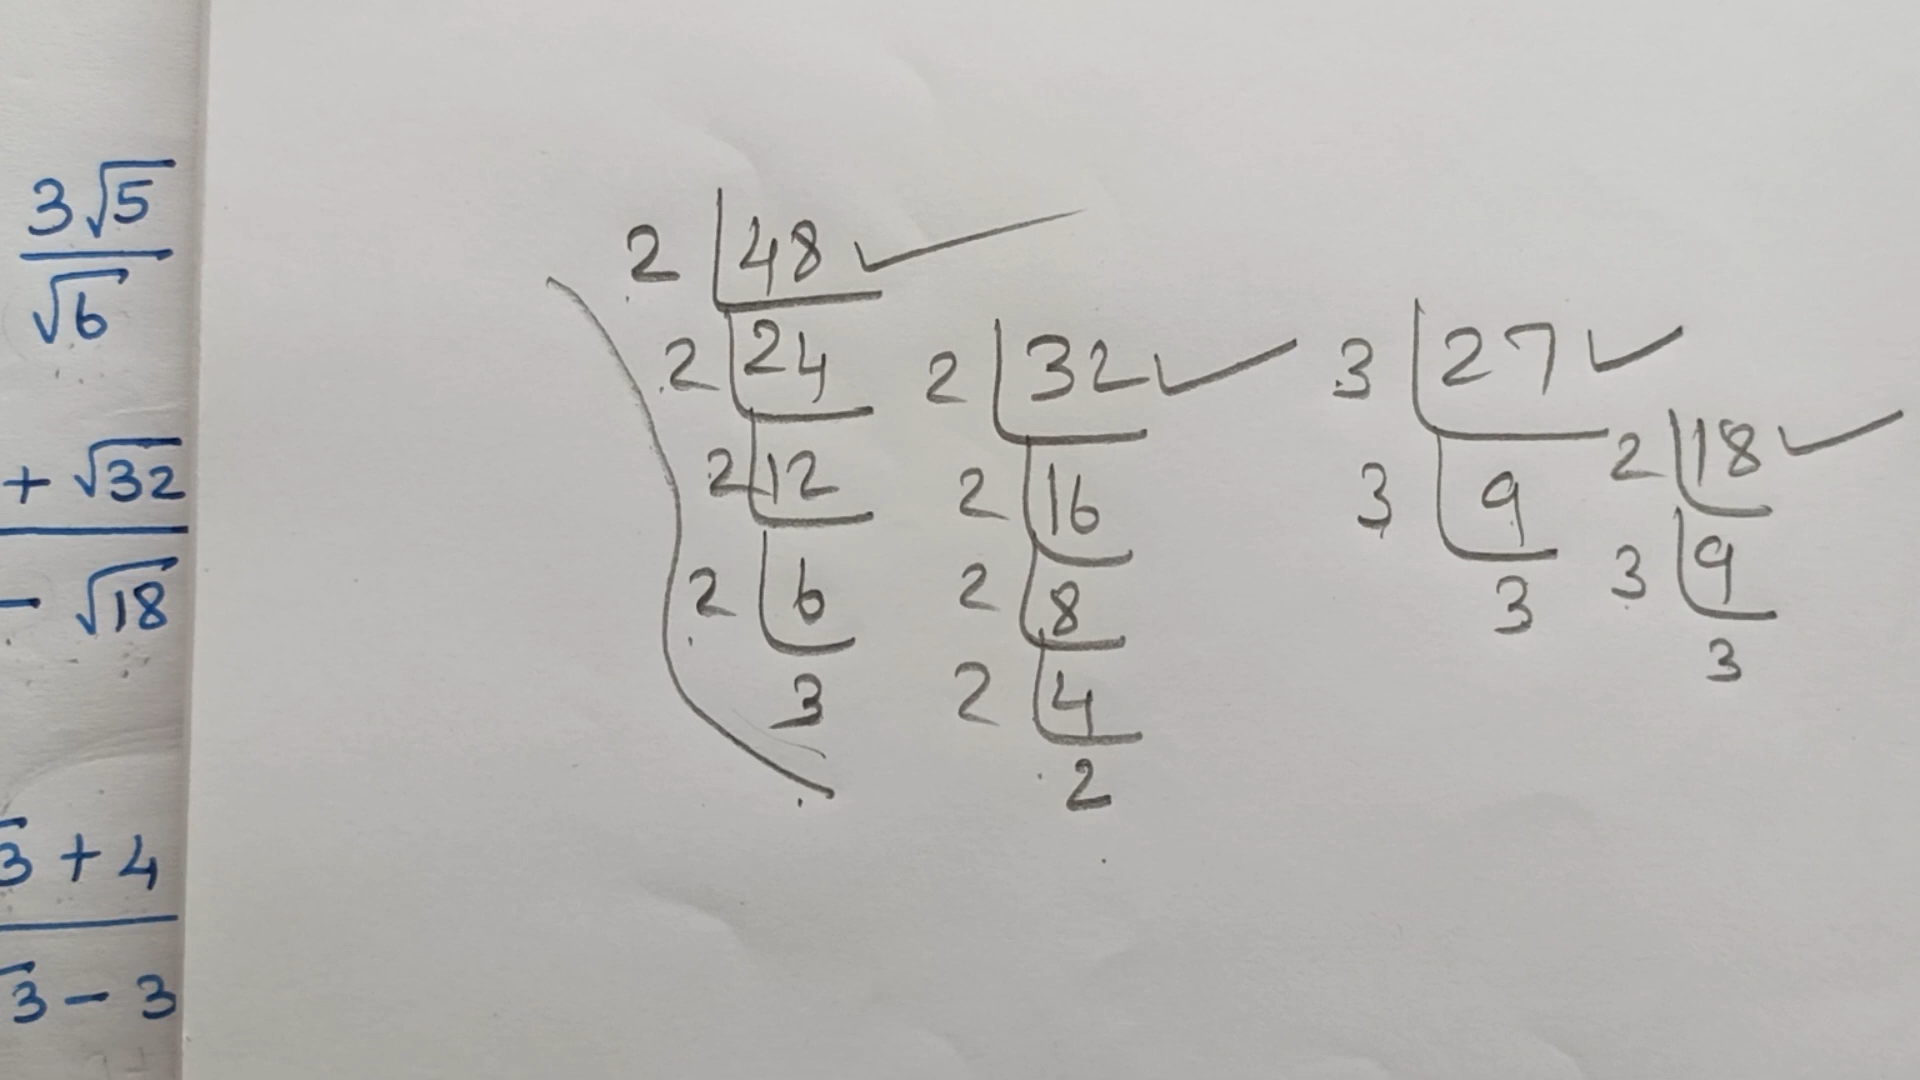 3√5
√6
+ √32
- √18
3 + 4
3 - 3
2 48 ✓
2 24
2 12
2 6
3
2 32 ✓
2 16
2 8
2 4
2
3 27 ✓
3 9
3
2 18 ✓
3 9
3